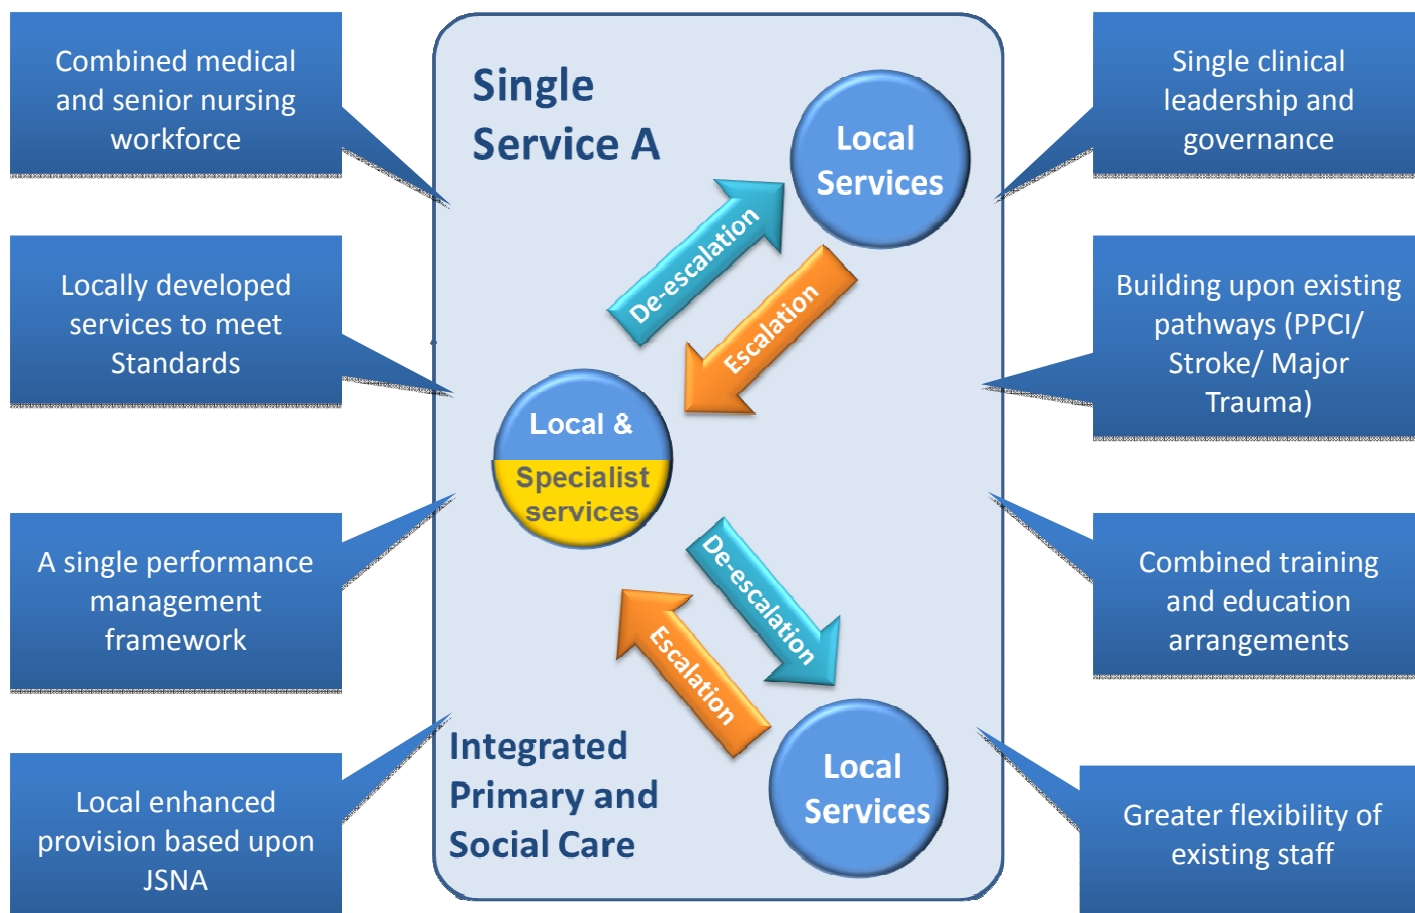 Combined medical
and senior nursing
workforce
Locally developed
services to meet
Standards
A single performance
management
framework
Local enhanced
provision based upon
JSNA
Single
Service A
Local
Services
De-escalation
Escalation
Local &
Specialist
services
De-escalation
Escalation
Integrated
Primary and
Social Care
Local
Services
Single clinical
leadership and
governance
Building upon existing
pathways (PPCI/
Stroke/ Major
Trauma)
Combined training
and education
arrangements
Greater flexibility of
existing staff